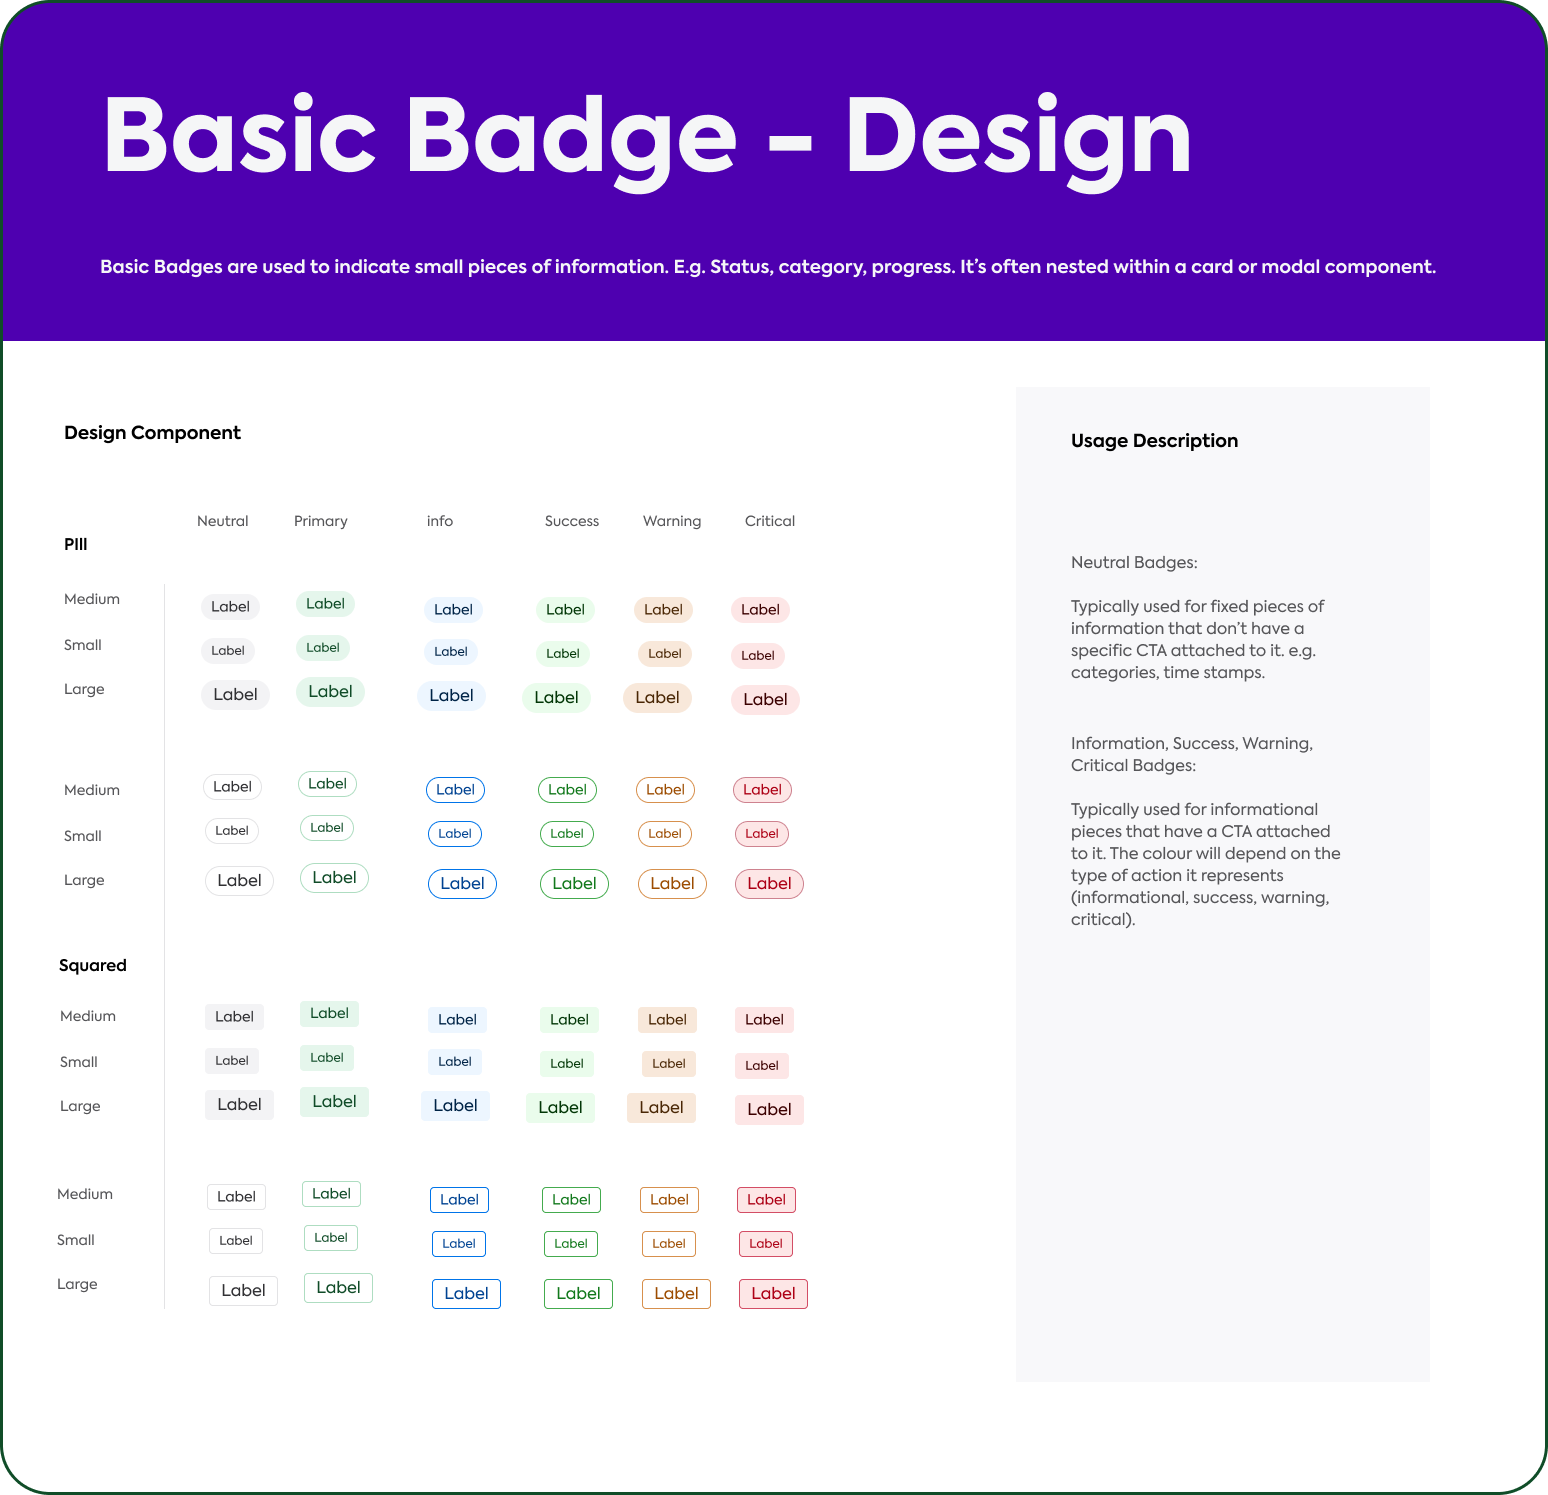 Basic Badge - Design
Basic Badges are used to indicate small pieces of information. E.g. Status, category, progress. It's often nested within a card or modal component.
Design Component
Neutral Primary info Success Warning Critical
PIll
Medium Label Label Label Label Label Label
Small Label Label Label Label Label Label
Large Label Label Label Label Label Label
Medium Label Label Label Label Label Label
Small Label Label Label Label Label Label
Large Label Label Label Label Label Label
Squared
Medium Label Label Label Label Label Label
Small Label Label Label Label Label Label
Large Label Label Label Label Label Label
Medium Label Label Label Label Label Label
Small Label Label Label Label Label Label
Large Label Label Label Label Label Label
Usage Description
Neutral Badges:
Typically used for fixed pieces of
information that don't have a
specific CTA attached to it. e.g.
categories, time stamps.
Information, Success, Warning,
Critical Badges:
Typically used for informational
pieces that have a CTA attached
to it. The colour will depend on the
type of action it represents
(informational, success, warning,
critical).